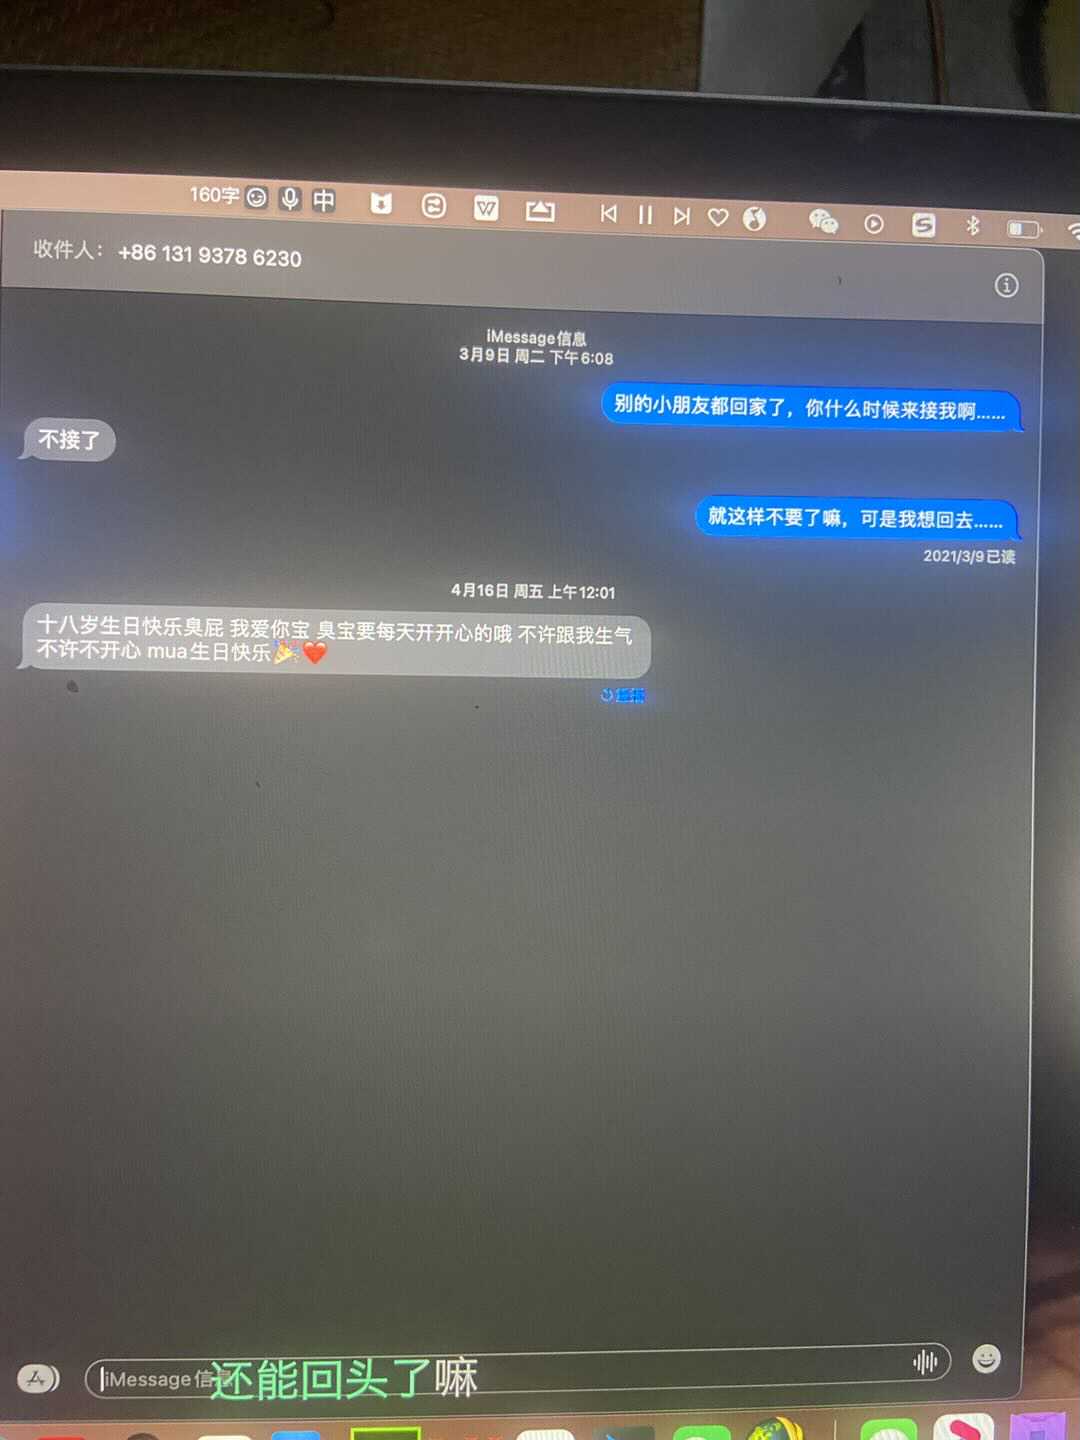 160字 中
收件人： +86 131 9378 6230
iMessage信息
3月9日 周二 下午6:08
别的小朋友都回家了，你什么时候来接我啊……
不接了
就这样不要了嘛，可是我想回去……
2021/3/9已读
4月16日 周五 上午12:01
十八岁生日快乐臭屁 我爱你宝 臭宝要每天开开心的哦 不许跟我生气
不许不开心 mua生日快乐🎉❤️
重播
iMessage信息
还能回头了嘛